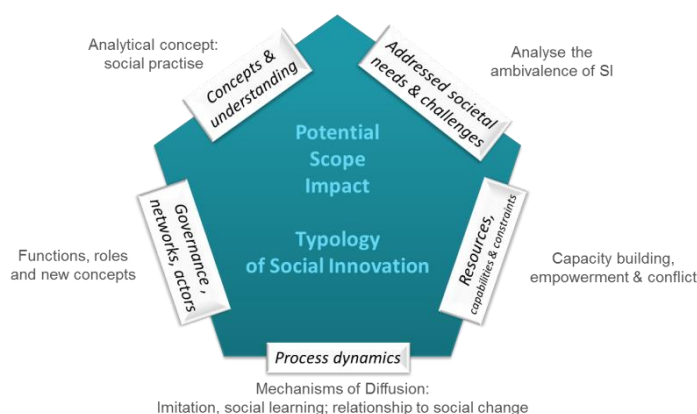 Analytical concept:
social practise
Concepts &
understanding
Addressed societal
needs & challenges
Analyse the
ambivalence of SI
Potential
Scope
Impact
Typology
of Social Innovation
Functions, roles
and new concepts
Governance ,
networks, actors
Resources,
capabilities & constraints
Capacity building,
empowerment & conflict
Process dynamics
Mechanisms of Diffusion:
Imitation, social learning; relationship to social change